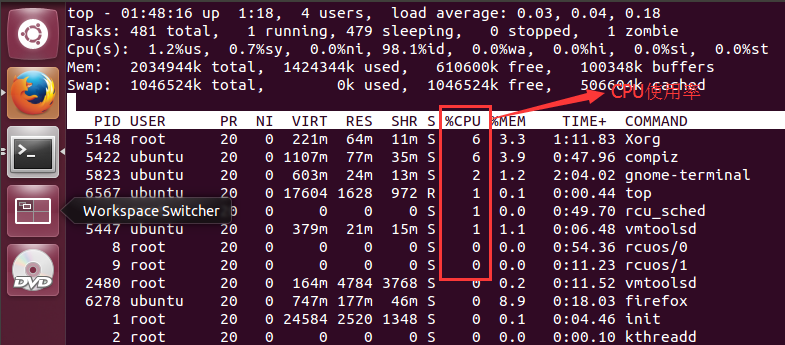 top - 01:48:16 up  1:18,  4 users,  load average: 0.03, 0.04, 0.18
Tasks: 481 total,   1 running, 479 sleeping,   0 stopped,   1 zombie
Cpu(s):  1.2%us,  0.7%sy,  0.0%ni, 98.1%id,  0.0%wa,  0.0%hi,  0.0%si,  0.0%st
Mem:   2034944k total,  1424344k used,   610600k free,   100348k buffers
Swap:  1046524k total,        0k used,  1046524k free,   506604k cached
CPU使用率
PID USER      PR  NI  VIRT  RES  SHR S %CPU %MEM    TIME+  COMMAND
5148 root      20   0  221m  64m  11m S    6  3.3   1:11.83 Xorg
5422 ubuntu    20   0 1107m  77m  35m S    6  3.9   0:47.96 compiz
5823 ubuntu    20   0  603m  24m  13m S    2  1.2   2:04.02 gnome-terminal
6567 ubuntu    20   0 17604 1628  972 R    1  0.1   0:00.44 top
Workspace Switcher
0     0    0    0 S    1  0.0   0:49.70 rcu_sched
5447 ubuntu    20   0  379m  21m  15m S    1  1.1   0:06.48 vmtoolsd
8 root      20   0     0    0    0 S    0  0.0   0:54.36 rcuos/0
9 root      20   0     0    0    0 S    0  0.0   0:11.23 rcuos/1
2480 root      20   0  164m 4784 3768 S    0  0.2   0:11.52 vmtoolsd
6278 ubuntu    20   0  747m 177m  46m S    0  8.9   0:18.03 firefox
1 root      20   0 24584 2520 1348 S    0  0.1   0:04.46 init
2 root      20   0     0    0    0 S    0  0.0   0:00.10 kthreadd
DVD